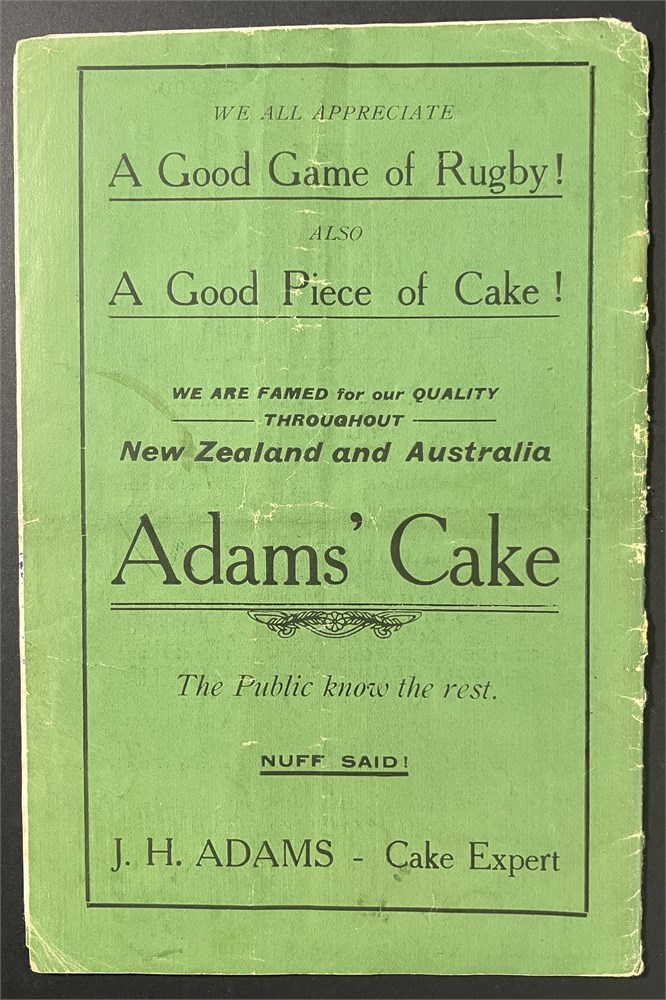 WE ALL APPRECIATE
A Good Game of Rugby!
ALSO
A Good Piece of Cake!
WE ARE FAMED for our QUALITY
THROUGHOUT
New Zealand and Australia
Adams' Cake
The Public know the rest.
NUFF SAID!
J. H. ADAMS - Cake Expert